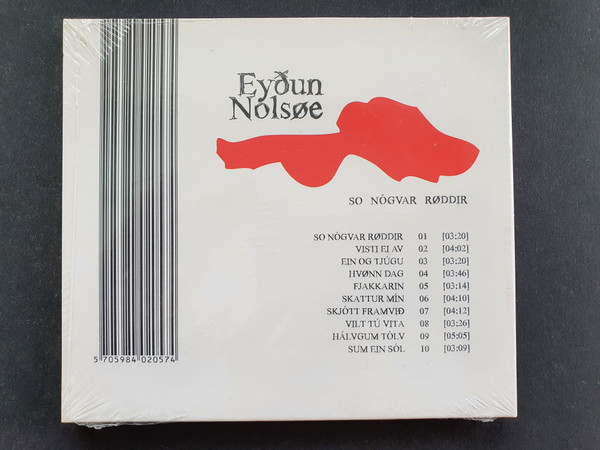 Eyðun
Nolsøe
SO NÓGVAR RØDDIR
SO NÓGVAR RØDDIR 01 [03:20]
VISTI EI AV 02 [04:02]
EIN OG TJÚGU 03 [03:20]
HVØNN DAG 04 [03:46]
FJAKKARIN 05 [03:14]
SKATTUR MÍN 06 [04:10]
SKJÓTT FRAMVIÐ 07 [04:12]
VILT TÚ VITA 08 [03:26]
HÁLVGUM TÓLV 09 [05:05]
SUM EIN SÓL 10 [03:09]
5 705984 020574